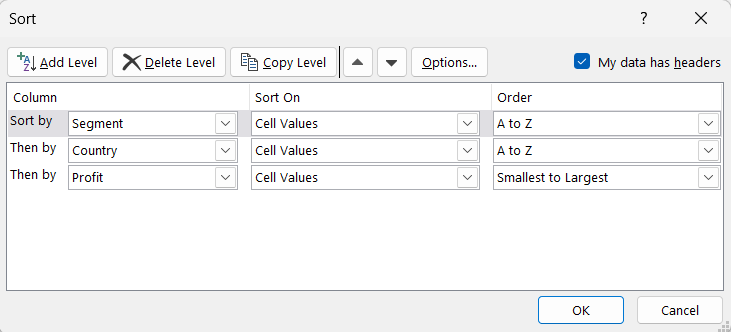 Sort
Add Level Delete Level Copy Level Options... My data has headers
Column Sort On Order
Sort by Segment Cell Values A to Z
Then by Country Cell Values A to Z
Then by Profit Cell Values Smallest to Largest
OK Cancel